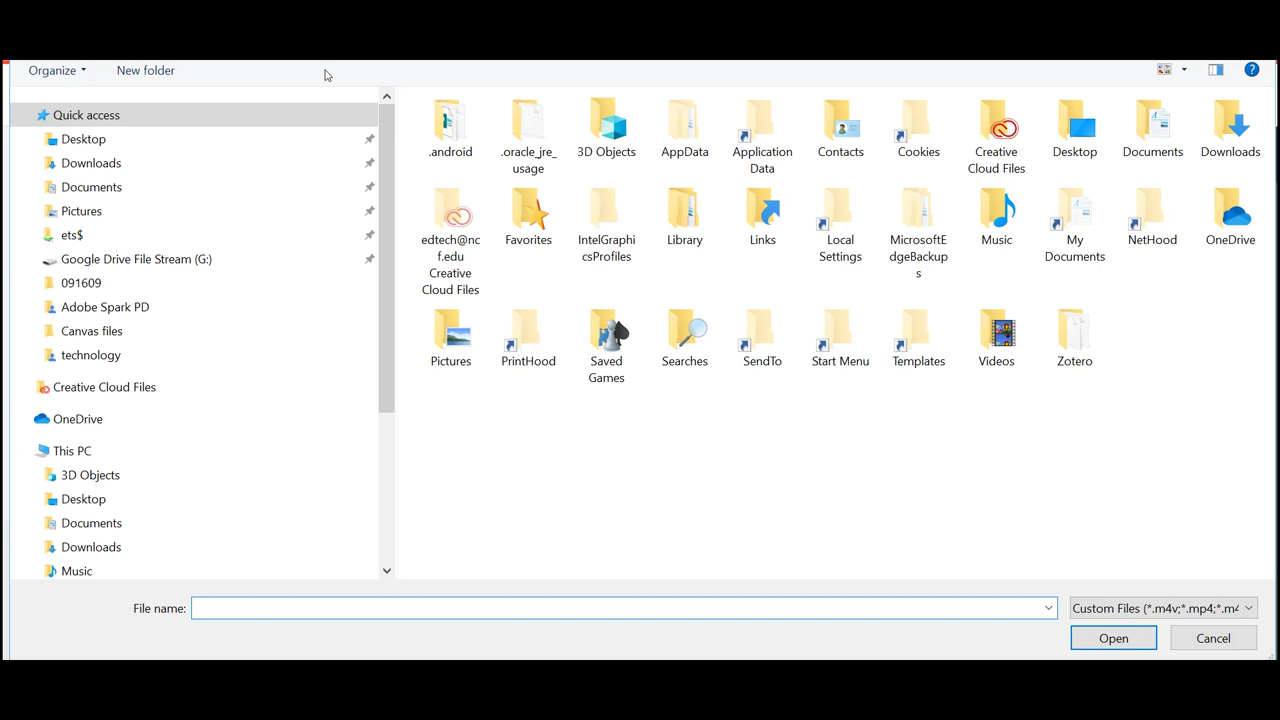 Organize
New folder
Quick access
Desktop
Downloads
Documents
Pictures
ets$
Google Drive File Stream (G:)
091609
Adobe Spark PD
Canvas files
technology
Creative Cloud Files
OneDrive
This PC
3D Objects
Desktop
Documents
Downloads
Music
.android
.oracle_jre_
usage
3D Objects
AppData
Application
Data
Contacts
Cookies
Creative
Cloud Files
Desktop
Documents
Downloads
edtech@nc
f.edu
Creative
Cloud Files
Favorites
IntelGraphi
csProfiles
Library
Links
Local
Settings
MicrosoftE
dgeBackup
s
Music
My
Documents
NetHood
OneDrive
Pictures
PrintHood
Saved
Games
Searches
SendTo
Start Menu
Templates
Videos
Zotero
File name:
Custom Files (*.m4v;*.mp4;*.m4
Open
Cancel